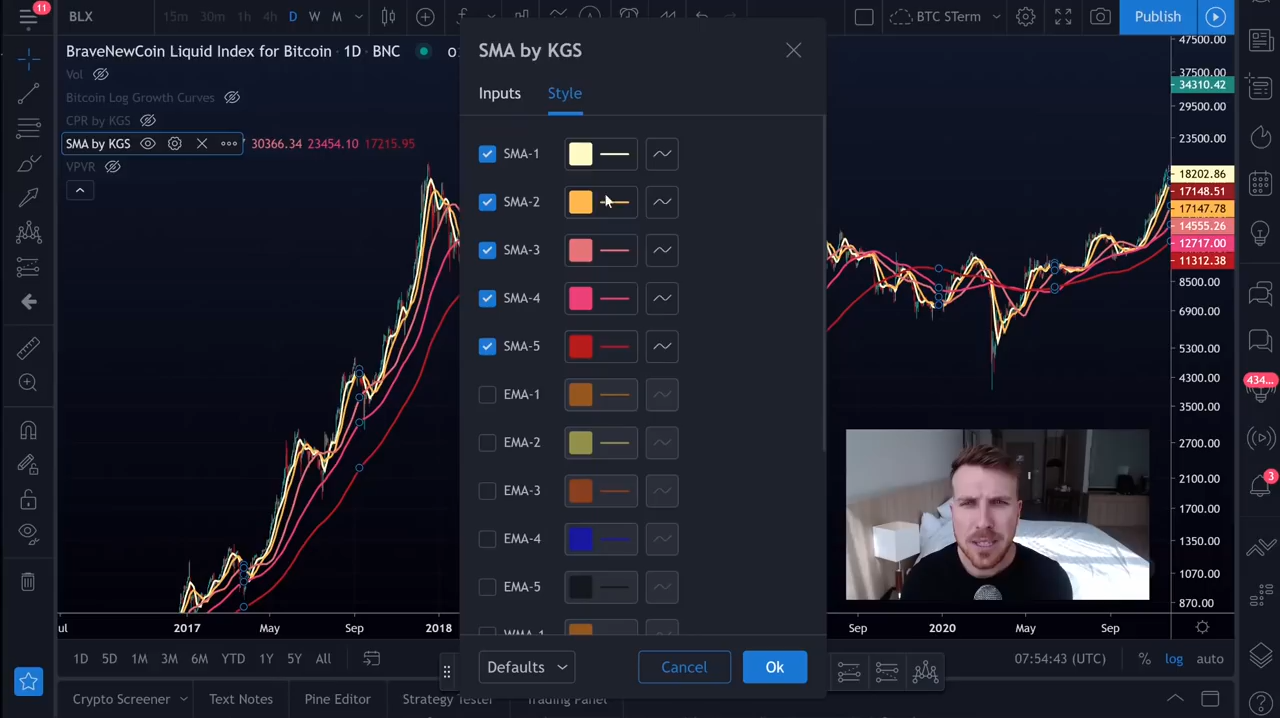 11
BLX
15m 30m 1h 4h D W M
BTC STerm
Publish
BraveNewCoin Liquid Index for Bitcoin · 1D · BNC
Vol
Bitcoin Log Growth Curves
CPR by KGS
SMA by KGS 30366.34 23454.10 17215.95
VPVR
SMA by KGS
Inputs
Style
SMA-1
SMA-2
SMA-3
SMA-4
SMA-5
EMA-1
EMA-2
EMA-3
EMA-4
EMA-5
WMA-1
Defaults
Cancel
Ok
47500.00
37500.00
34310.42
29500.00
23500.00
18202.86
17148.51
17147.78
14555.26
12717.00
11312.38
8500.00
6900.00
5300.00
4300.00
3500.00
2700.00
2100.00
1700.00
1350.00
1070.00
870.00
434...
3
ul 2017 May Sep 2018 Sep 2020 May Sep
1D 5D 1M 3M 6M YTD 1Y 5Y All
07:54:43 (UTC) % log auto
Crypto Screener Text Notes Pine Editor Strategy Tester Trading Panel